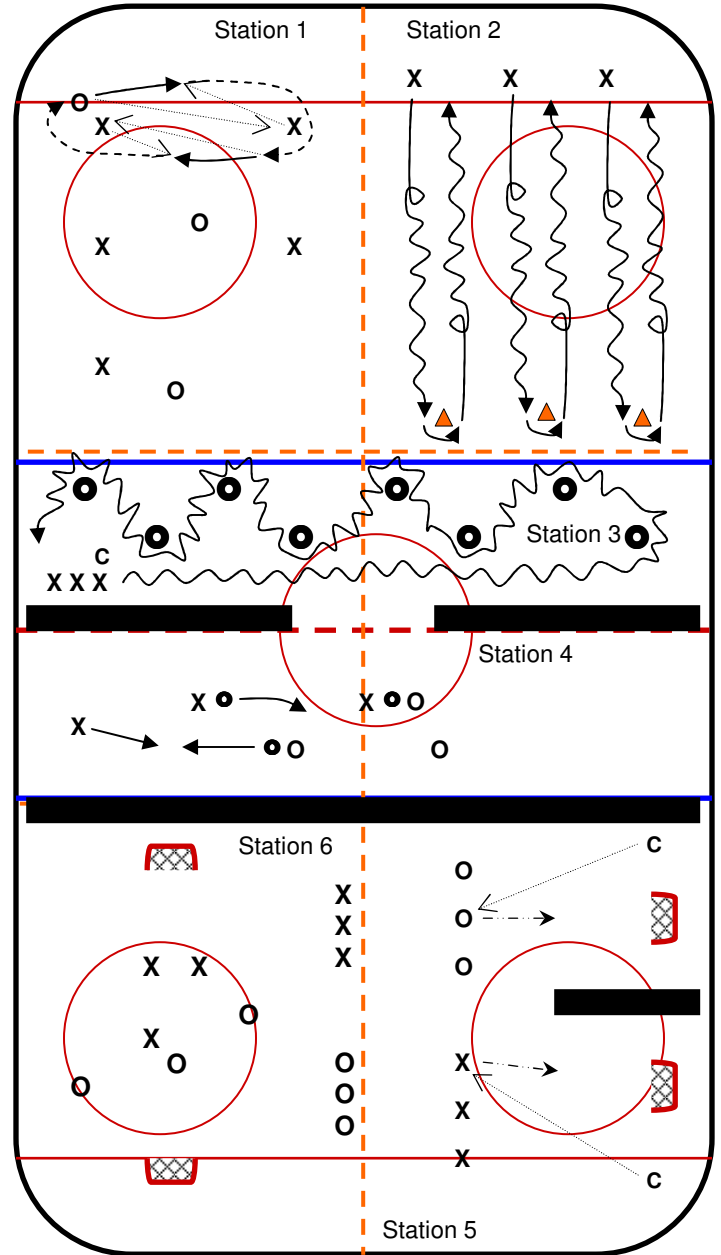 Station 1 Station 2
X X X
O
X X
O
X X
X
O
Station 3
C
X X X
Station 4
X X O
X
O O
Station 6 C
O
X
X O
X X X O
O
X
O O X
O O
X
O
X
C
Station 5